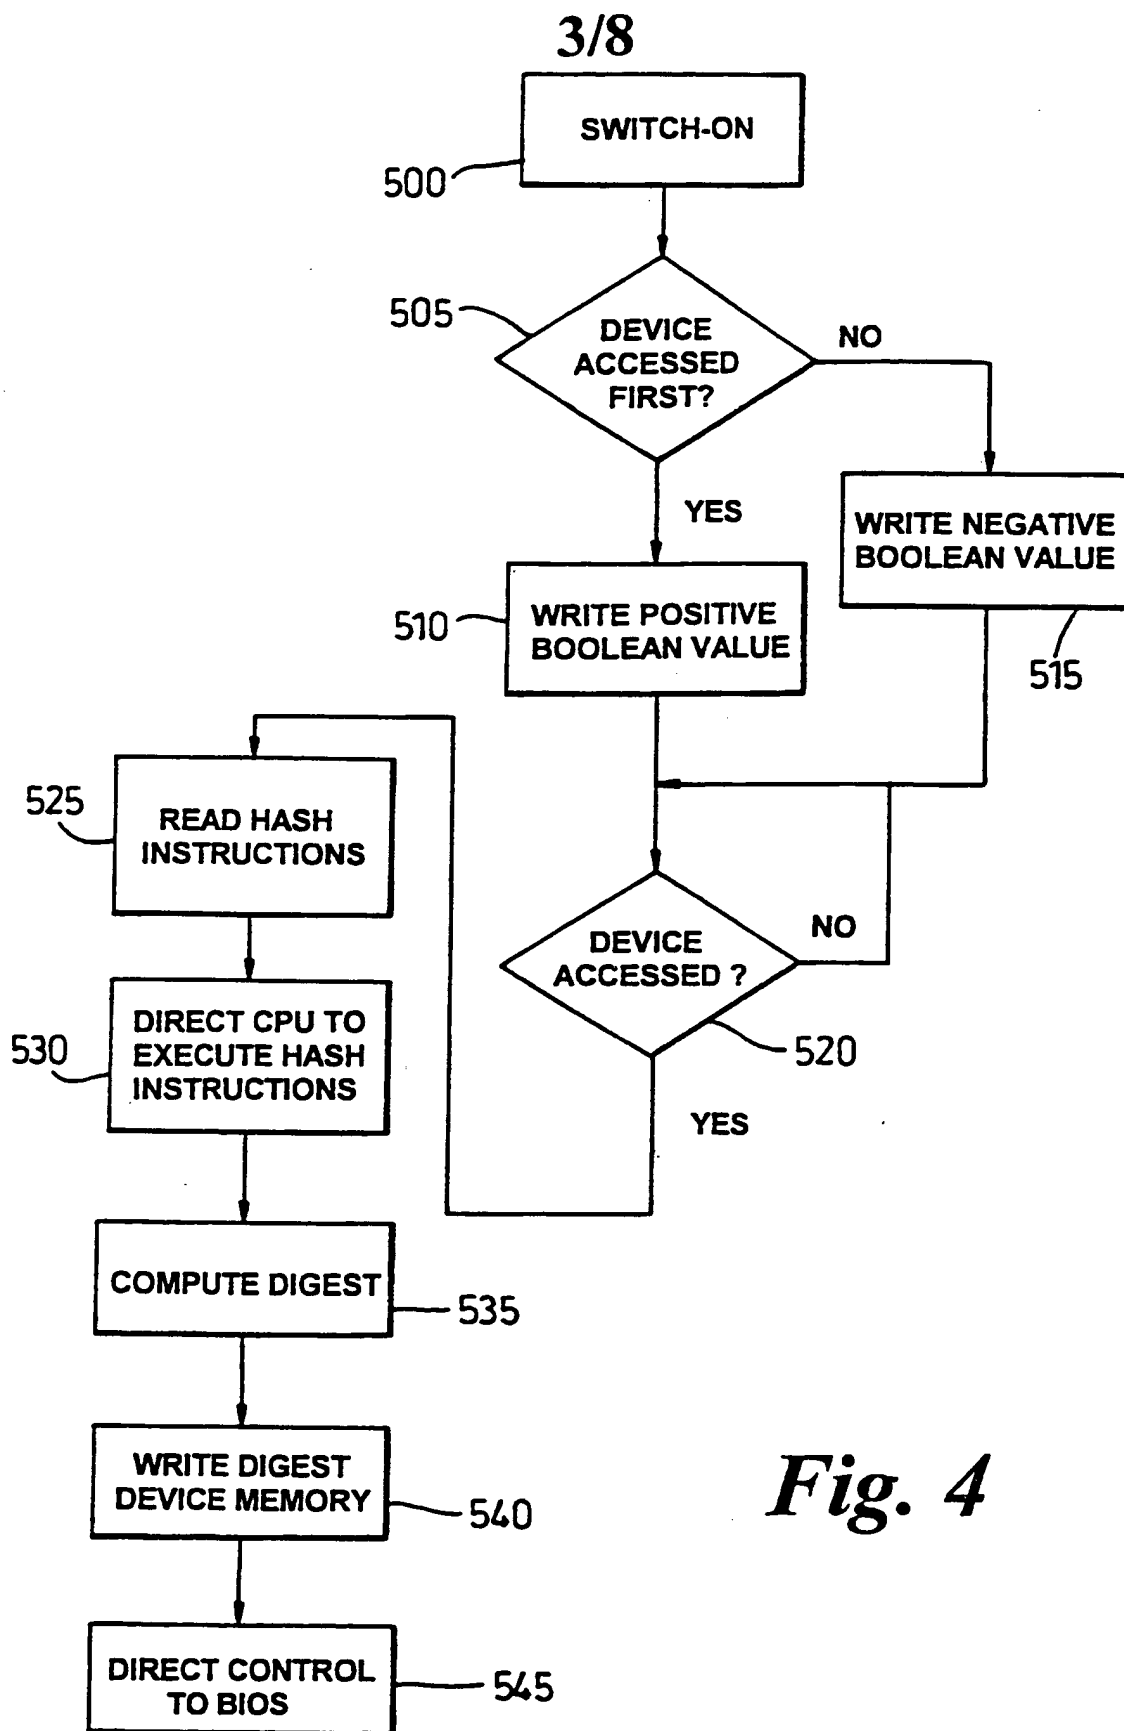 3/8
SWITCH-ON
500
505
DEVICE
ACCESSED
FIRST?
NO
YES
WRITE NEGATIVE
BOOLEAN VALUE
515
510
WRITE POSITIVE
BOOLEAN VALUE
525
READ HASH
INSTRUCTIONS
DEVICE
ACCESSED ?
NO
520
YES
530
DIRECT CPU TO
EXECUTE HASH
INSTRUCTIONS
COMPUTE DIGEST
535
WRITE DIGEST
DEVICE MEMORY
540
DIRECT CONTROL
TO BIOS
545
Fig. 4